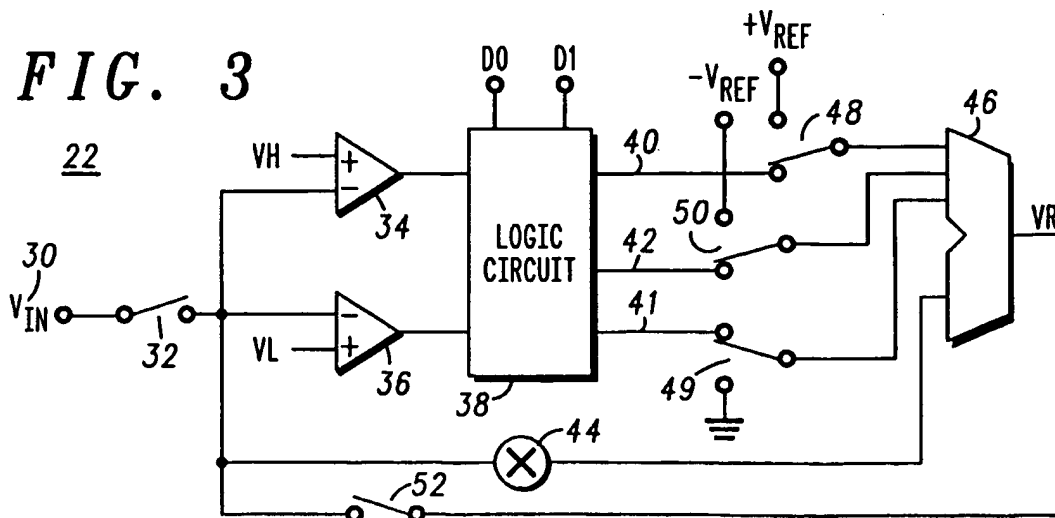 FIG. 3
22
D0
D1
+VREF
-VREF
48
46
VH
+
-
34
40
LOGIC
CIRCUIT
50
42
41
VR
30
VIN
32
VL
-
+
36
38
49
44
52